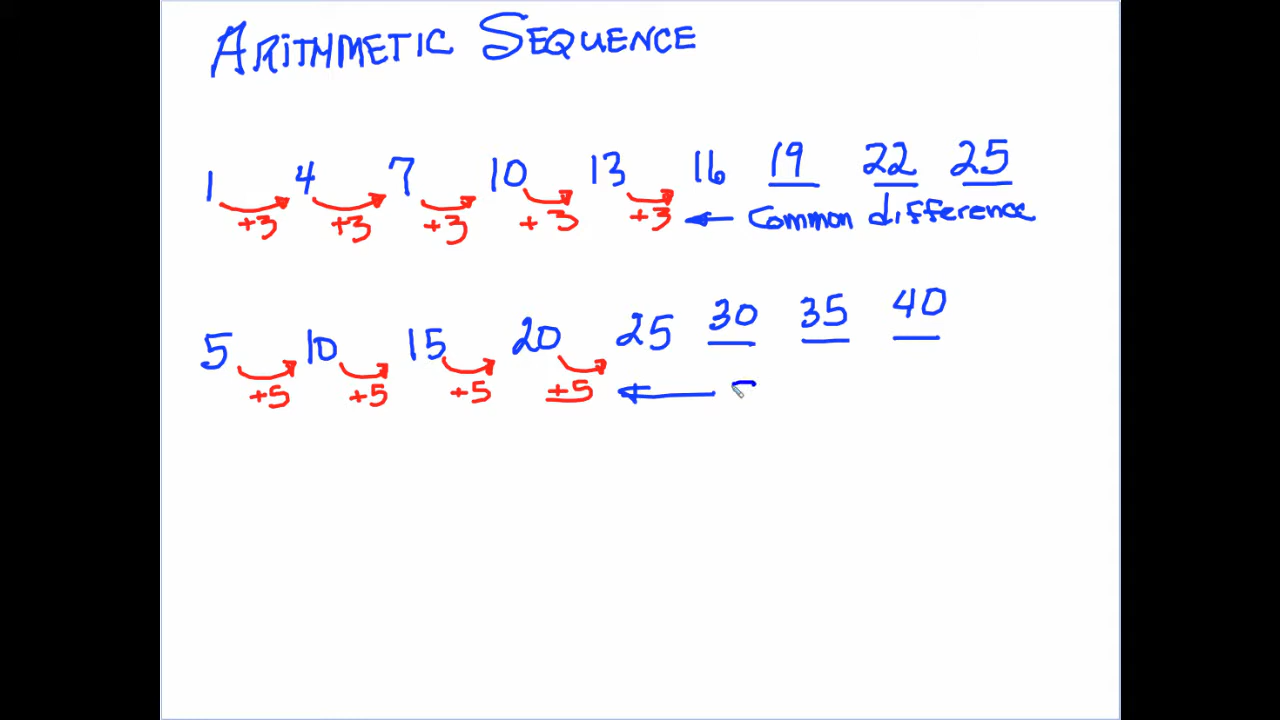 ARITHMETIC SEQUENCE
1 4 7 10 13 16 19 22 25
+3 +3 +3 +3 +3 ← Common difference
5 10 15 20 25 30 35 40
+5 +5 +5 +5 ←